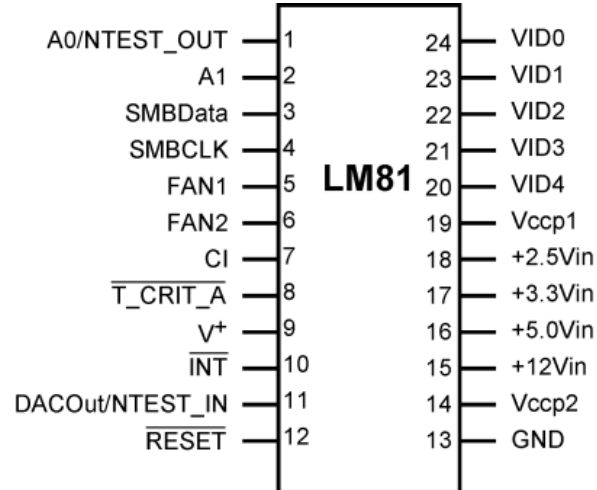 A0/NTEST_OUT 1 24 VID0
A1 2 23 VID1
SMBData 3 22 VID2
SMBCLK 4 21 VID3
FAN1 5 LM81 20 VID4
FAN2 6 19 Vccp1
CI 7 18 +2.5Vin
T_CRIT_A 8 17 +3.3Vin
V+ 9 16 +5.0Vin
INT 10 15 +12Vin
DACOut/NTEST_IN 11 14 Vccp2
RESET 12 13 GND